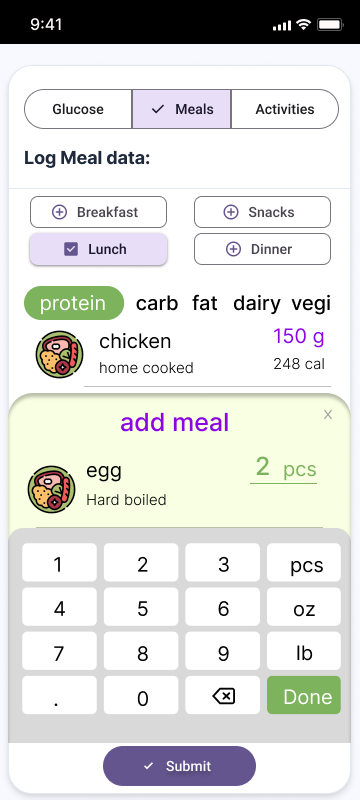 9:41
Glucose Meals Activities
Log Meal data:
Breakfast Snacks
Lunch Dinner
protein carb fat dairy vegi
chicken 150 g
home cooked 248 cal
add meal x
egg 2 pcs
Hard boiled
1 2 3 pcs
4 5 6 oz
7 8 9 lb
. 0 Done
Submit